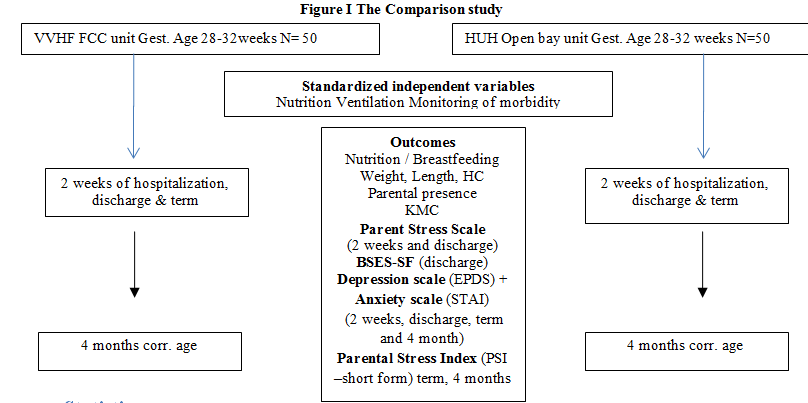 Figure I The Comparison study
VVHF FCC unit Gest. Age 28-32weeks N= 50
HUH Open bay unit Gest. Age 28-32 weeks N=50
Standardized independent variables
Nutrition Ventilation Monitoring of morbidity
Outcomes
Nutrition / Breastfeeding
Weight, Length, HC
Parental presence
KMC
Parent Stress Scale
(2 weeks and discharge)
BSES-SF (discharge)
Depression scale (EPDS) +
Anxiety scale (STAI)
(2 weeks, discharge, term
and 4 month)
Parental Stress Index (PSI
–short form) term, 4 months
2 weeks of hospitalization,
discharge & term
2 weeks of hospitalization,
discharge & term
4 months corr. age
4 months corr. age